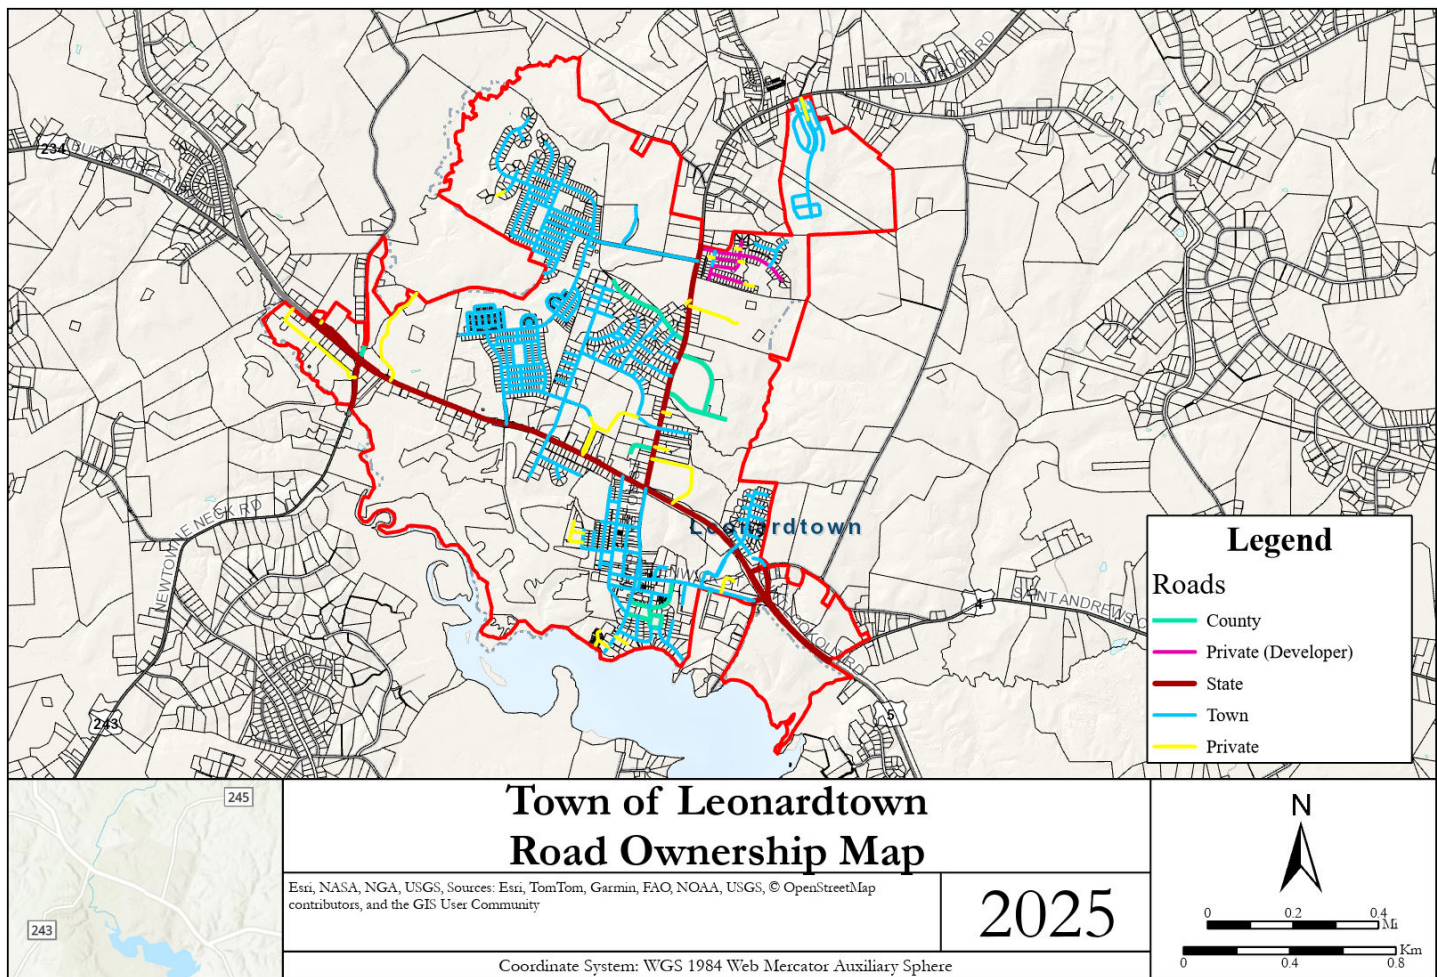 HOLLYWOOD RD
234
Leonardtown
NEWTOWNE NECK RD
4
243
5
Legend
Roads
County
Private (Developer)
State
Town
Private
Town of Leonardtown
Road Ownership Map
245
243
Esri, NASA, NGA, USGS, Sources: Esri, TomTom, Garmin, FAO, NOAA, USGS, © OpenStreetMap
contributors, and the GIS User Community
2025
Coordinate System: WGS 1984 Web Mercator Auxiliary Sphere
N
0 0.2 0.4
Mi
Km
0 0.4 0.8